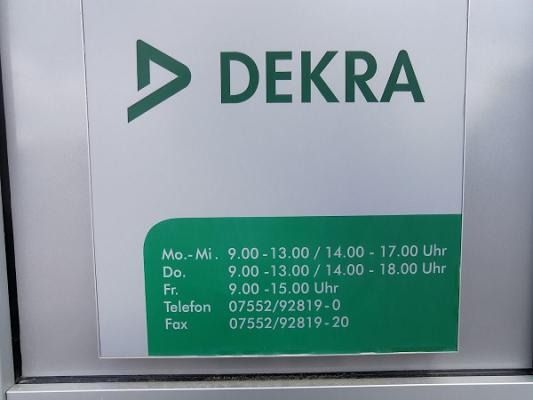 DEKRA
Mo.-Mi. 9.00-13.00 / 14.00 - 17.00 Uhr
Do. 9.00-13.00 / 14.00 - 18.00 Uhr
Fr. 9.00-15.00 Uhr
Telefon 07552/92819-0
Fax 07552/92819-20